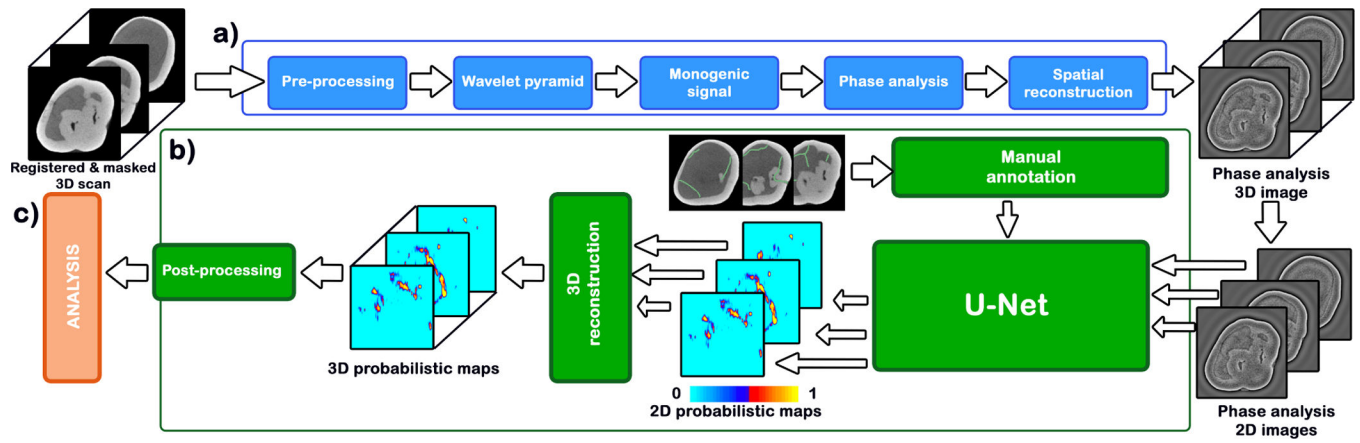 a)
Pre-processing
Wavelet pyramid
Monogenic
signal
Phase analysis
Spatial
reconstruction
Registered & masked
3D scan
Phase analysis
3D image
b)
Manual
annotation
c)
ANALYSIS
Post-processing
3D probabilistic maps
3D
reconstruction
0
1
2D probabilistic maps
U-Net
Phase analysis
2D images